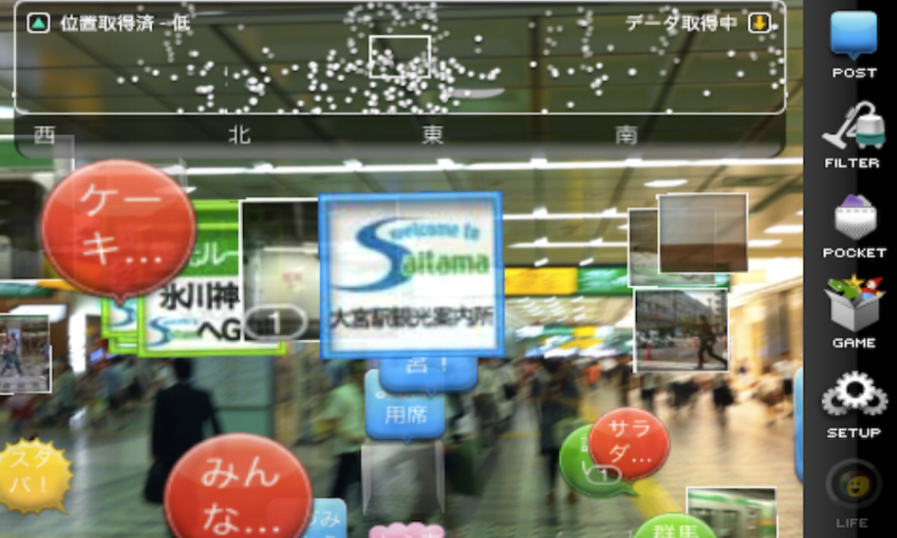 位置取得済 - 低
データ取得中
西
北
東
南
POST
FILTER
POCKET
GAME
SETUP
LIFE
ケー
キ...
氷川神
へG
1
welcome to
Saitama
大宮駅観光案内所
宮！
用席
スタ
バ！
みん
な...
サラ
ダ...
1
群馬